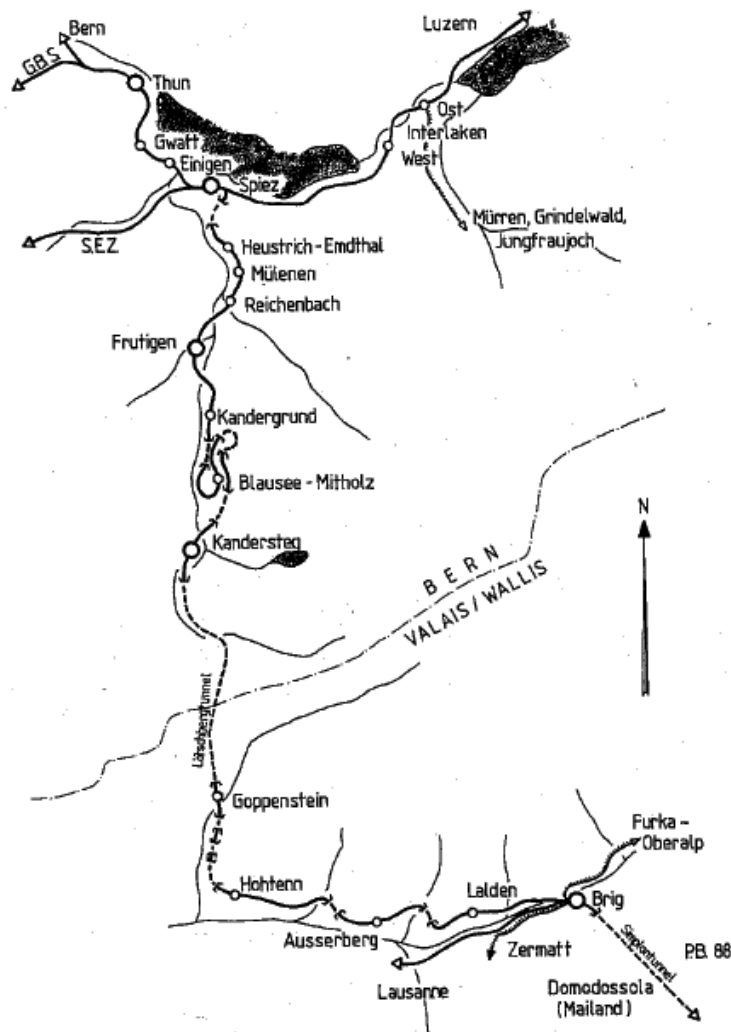 Bern
Luzern
G.B.S.
Thun
Ost
Gwatt
Interlaken
Einigen
West
Spiez
Mürren, Grindelwald,
Jungfraujoch
S.E.Z.
Heustrich-Emdthal
Mülenen
Reichenbach
Frutigen
Kandergrund
Blausee-Mitholz
N
Kandersteg
BERN
VALAIS/WALLIS
Lötschbergtunnel
Goppenstein
Furka-
Oberalp
Hohtenn
Lalden
Brig
Ausserberg
Zermatt
Simplontunnel
P.B. 88
Lausanne
Domodossola
(Mailand)